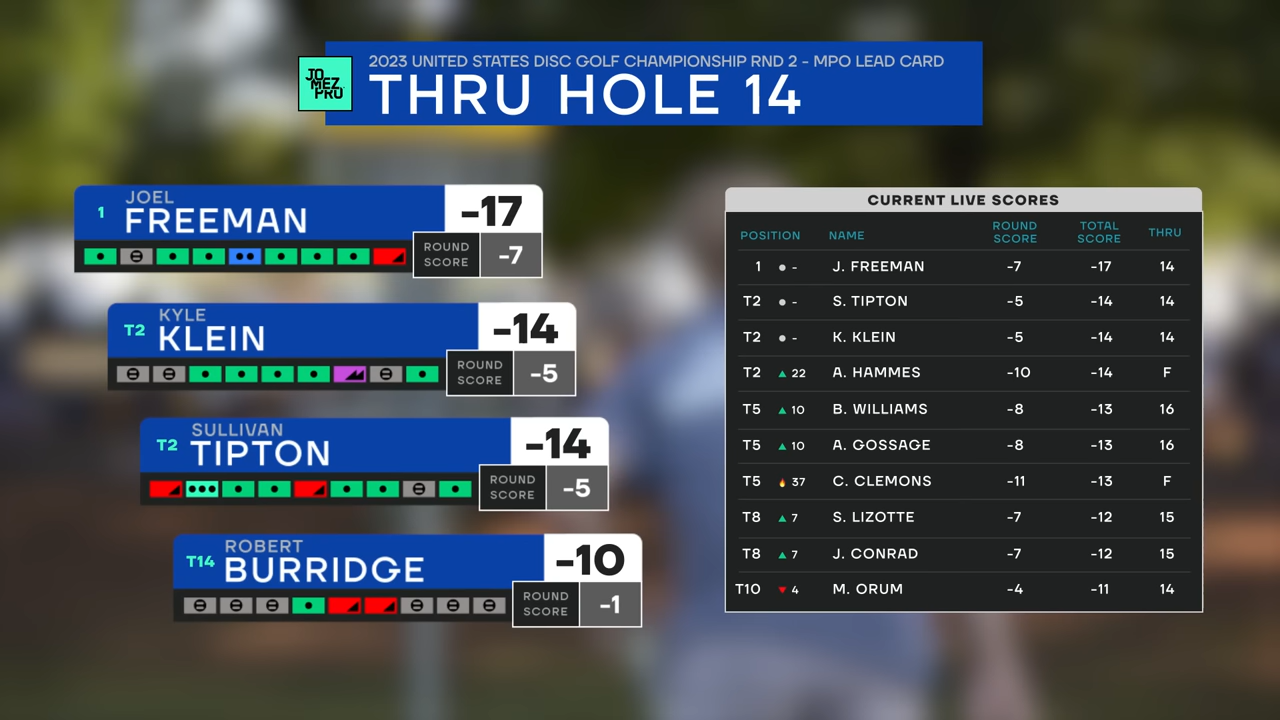 JOMEZPRO
2023 UNITED STATES DISC GOLF CHAMPIONSHIP RND 2 - MPO LEAD CARD
THRU HOLE 14
1 JOEL FREEMAN -17
ROUND SCORE -7
T2 KYLE KLEIN -14
ROUND SCORE -5
T2 SULLIVAN TIPTON -14
ROUND SCORE -5
T14 ROBERT BURRIDGE -10
ROUND SCORE -1
CURRENT LIVE SCORES
POSITION NAME ROUND SCORE TOTAL SCORE THRU
1 - J. FREEMAN -7 -17 14
T2 - S. TIPTON -5 -14 14
T2 - K. KLEIN -5 -14 14
T2 22 A. HAMMES -10 -14 F
T5 10 B. WILLIAMS -8 -13 16
T5 10 A. GOSSAGE -8 -13 16
T5 37 C. CLEMONS -11 -13 F
T8 7 S. LIZOTTE -7 -12 15
T8 7 J. CONRAD -7 -12 15
T10 4 M. ORUM -4 -11 14